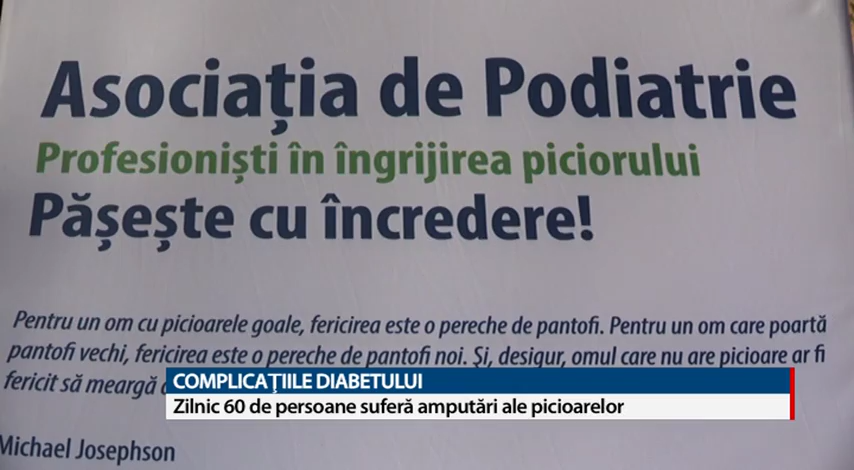 Asociația de Podiatrie
Profesioniști în îngrijirea piciorului
Pășește cu încredere!
Pentru un om cu picioarele goale, fericirea este o pereche de pantofi. Pentru un om care poartă
pantofi vechi, fericirea este o pereche de pantofi noi. Și, desigur, omul care nu are picioare ar fi
fericit să meargă
COMPLICAŢIILE DIABETULUI
Zilnic 60 de persoane suferă amputări ale picioarelor
Michael Josephson